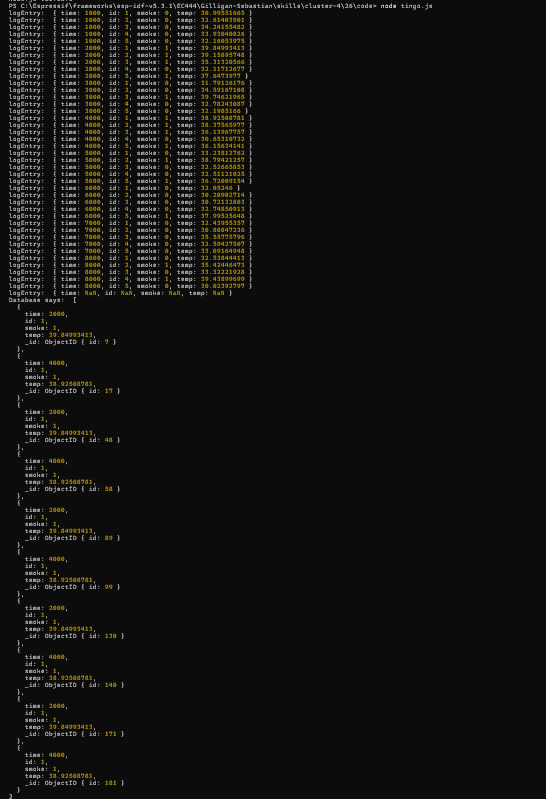 PS C:\Espressif\frameworks\esp-idf-v5.3.1\EC444\Gilligan-Sebastian\skills\cluster-4\26\code> node tingo.js
logEntry: { time: 1000, id: 1, smoke: 0, temp: 30.99551665 }
logEntry: { time: 1000, id: 2, smoke: 0, temp: 32.61403901 }
logEntry: { time: 1000, id: 3, smoke: 0, temp: 34.24155482 }
logEntry: { time: 1000, id: 4, smoke: 0, temp: 33.93040826 }
logEntry: { time: 1000, id: 5, smoke: 0, temp: 32.16053975 }
logEntry: { time: 2000, id: 1, smoke: 1, temp: 39.84993413 }
logEntry: { time: 2000, id: 2, smoke: 0, temp: 39.15895748 }
logEntry: { time: 2000, id: 3, smoke: 0, temp: 35.31328566 }
logEntry: { time: 2000, id: 4, smoke: 0, temp: 32.11712677 }
logEntry: { time: 2000, id: 5, smoke: 1, temp: 37.6473977 }
logEntry: { time: 3000, id: 1, smoke: 0, temp: 31.79126176 }
logEntry: { time: 3000, id: 2, smoke: 0, temp: 34.59167108 }
logEntry: { time: 3000, id: 3, smoke: 0, temp: 39.74621965 }
logEntry: { time: 3000, id: 4, smoke: 0, temp: 32.78243087 }
logEntry: { time: 3000, id: 5, smoke: 0, temp: 32.1985166 }
logEntry: { time: 4000, id: 1, smoke: 1, temp: 38.92508781 }
logEntry: { time: 4000, id: 2, smoke: 0, temp: 38.37565977 }
logEntry: { time: 4000, id: 3, smoke: 1, temp: 36.13967757 }
logEntry: { time: 4000, id: 4, smoke: 0, temp: 30.65310732 }
logEntry: { time: 4000, id: 5, smoke: 1, temp: 36.15634141 }
logEntry: { time: 5000, id: 1, smoke: 0, temp: 33.23812762 }
logEntry: { time: 5000, id: 2, smoke: 0, temp: 38.79421257 }
logEntry: { time: 5000, id: 3, smoke: 0, temp: 32.52665853 }
logEntry: { time: 5000, id: 4, smoke: 0, temp: 32.51121025 }
logEntry: { time: 5000, id: 5, smoke: 1, temp: 36.72009154 }
logEntry: { time: 6000, id: 1, smoke: 0, temp: 32.05246 }
logEntry: { time: 6000, id: 2, smoke: 0, temp: 30.20902714 }
logEntry: { time: 6000, id: 3, smoke: 0, temp: 30.72132803 }
logEntry: { time: 6000, id: 4, smoke: 0, temp: 32.74850913 }
logEntry: { time: 6000, id: 5, smoke: 1, temp: 37.99525648 }
logEntry: { time: 7000, id: 1, smoke: 0, temp: 32.43955357 }
logEntry: { time: 7000, id: 2, smoke: 0, temp: 30.80847236 }
logEntry: { time: 7000, id: 3, smoke: 0, temp: 35.55775796 }
logEntry: { time: 7000, id: 4, smoke: 0, temp: 32.59427507 }
logEntry: { time: 7000, id: 5, smoke: 0, temp: 33.09164948 }
logEntry: { time: 8000, id: 1, smoke: 0, temp: 32.53844413 }
logEntry: { time: 8000, id: 2, smoke: 1, temp: 35.42446473 }
logEntry: { time: 8000, id: 3, smoke: 0, temp: 33.32221928 }
logEntry: { time: 8000, id: 4, smoke: 1, temp: 39.43899699 }
logEntry: { time: 8000, id: 5, smoke: 0, temp: 30.02392797 }
logEntry: { time: NaN, id: NaN, smoke: NaN, temp: NaN }
Database says: [
{
time: 2000,
id: 1,
smoke: 1,
temp: 39.84993413,
_id: ObjectID { id: 7 }
},
{
time: 4000,
id: 1,
smoke: 1,
temp: 38.92508781,
_id: ObjectID { id: 17 }
},
{
time: 2000,
id: 1,
smoke: 1,
temp: 39.84993413,
_id: ObjectID { id: 48 }
},
{
time: 4000,
id: 1,
smoke: 1,
temp: 38.92508781,
_id: ObjectID { id: 58 }
},
{
time: 2000,
id: 1,
smoke: 1,
temp: 39.84993413,
_id: ObjectID { id: 89 }
},
{
time: 4000,
id: 1,
smoke: 1,
temp: 38.92508781,
_id: ObjectID { id: 99 }
},
{
time: 2000,
id: 1,
smoke: 1,
temp: 39.84993413,
_id: ObjectID { id: 130 }
},
{
time: 4000,
id: 1,
smoke: 1,
temp: 38.92508781,
_id: ObjectID { id: 140 }
},
{
time: 2000,
id: 1,
smoke: 1,
temp: 39.84993413,
_id: ObjectID { id: 171 }
},
{
time: 4000,
id: 1,
smoke: 1,
temp: 38.92508781,
_id: ObjectID { id: 181 }
}
]